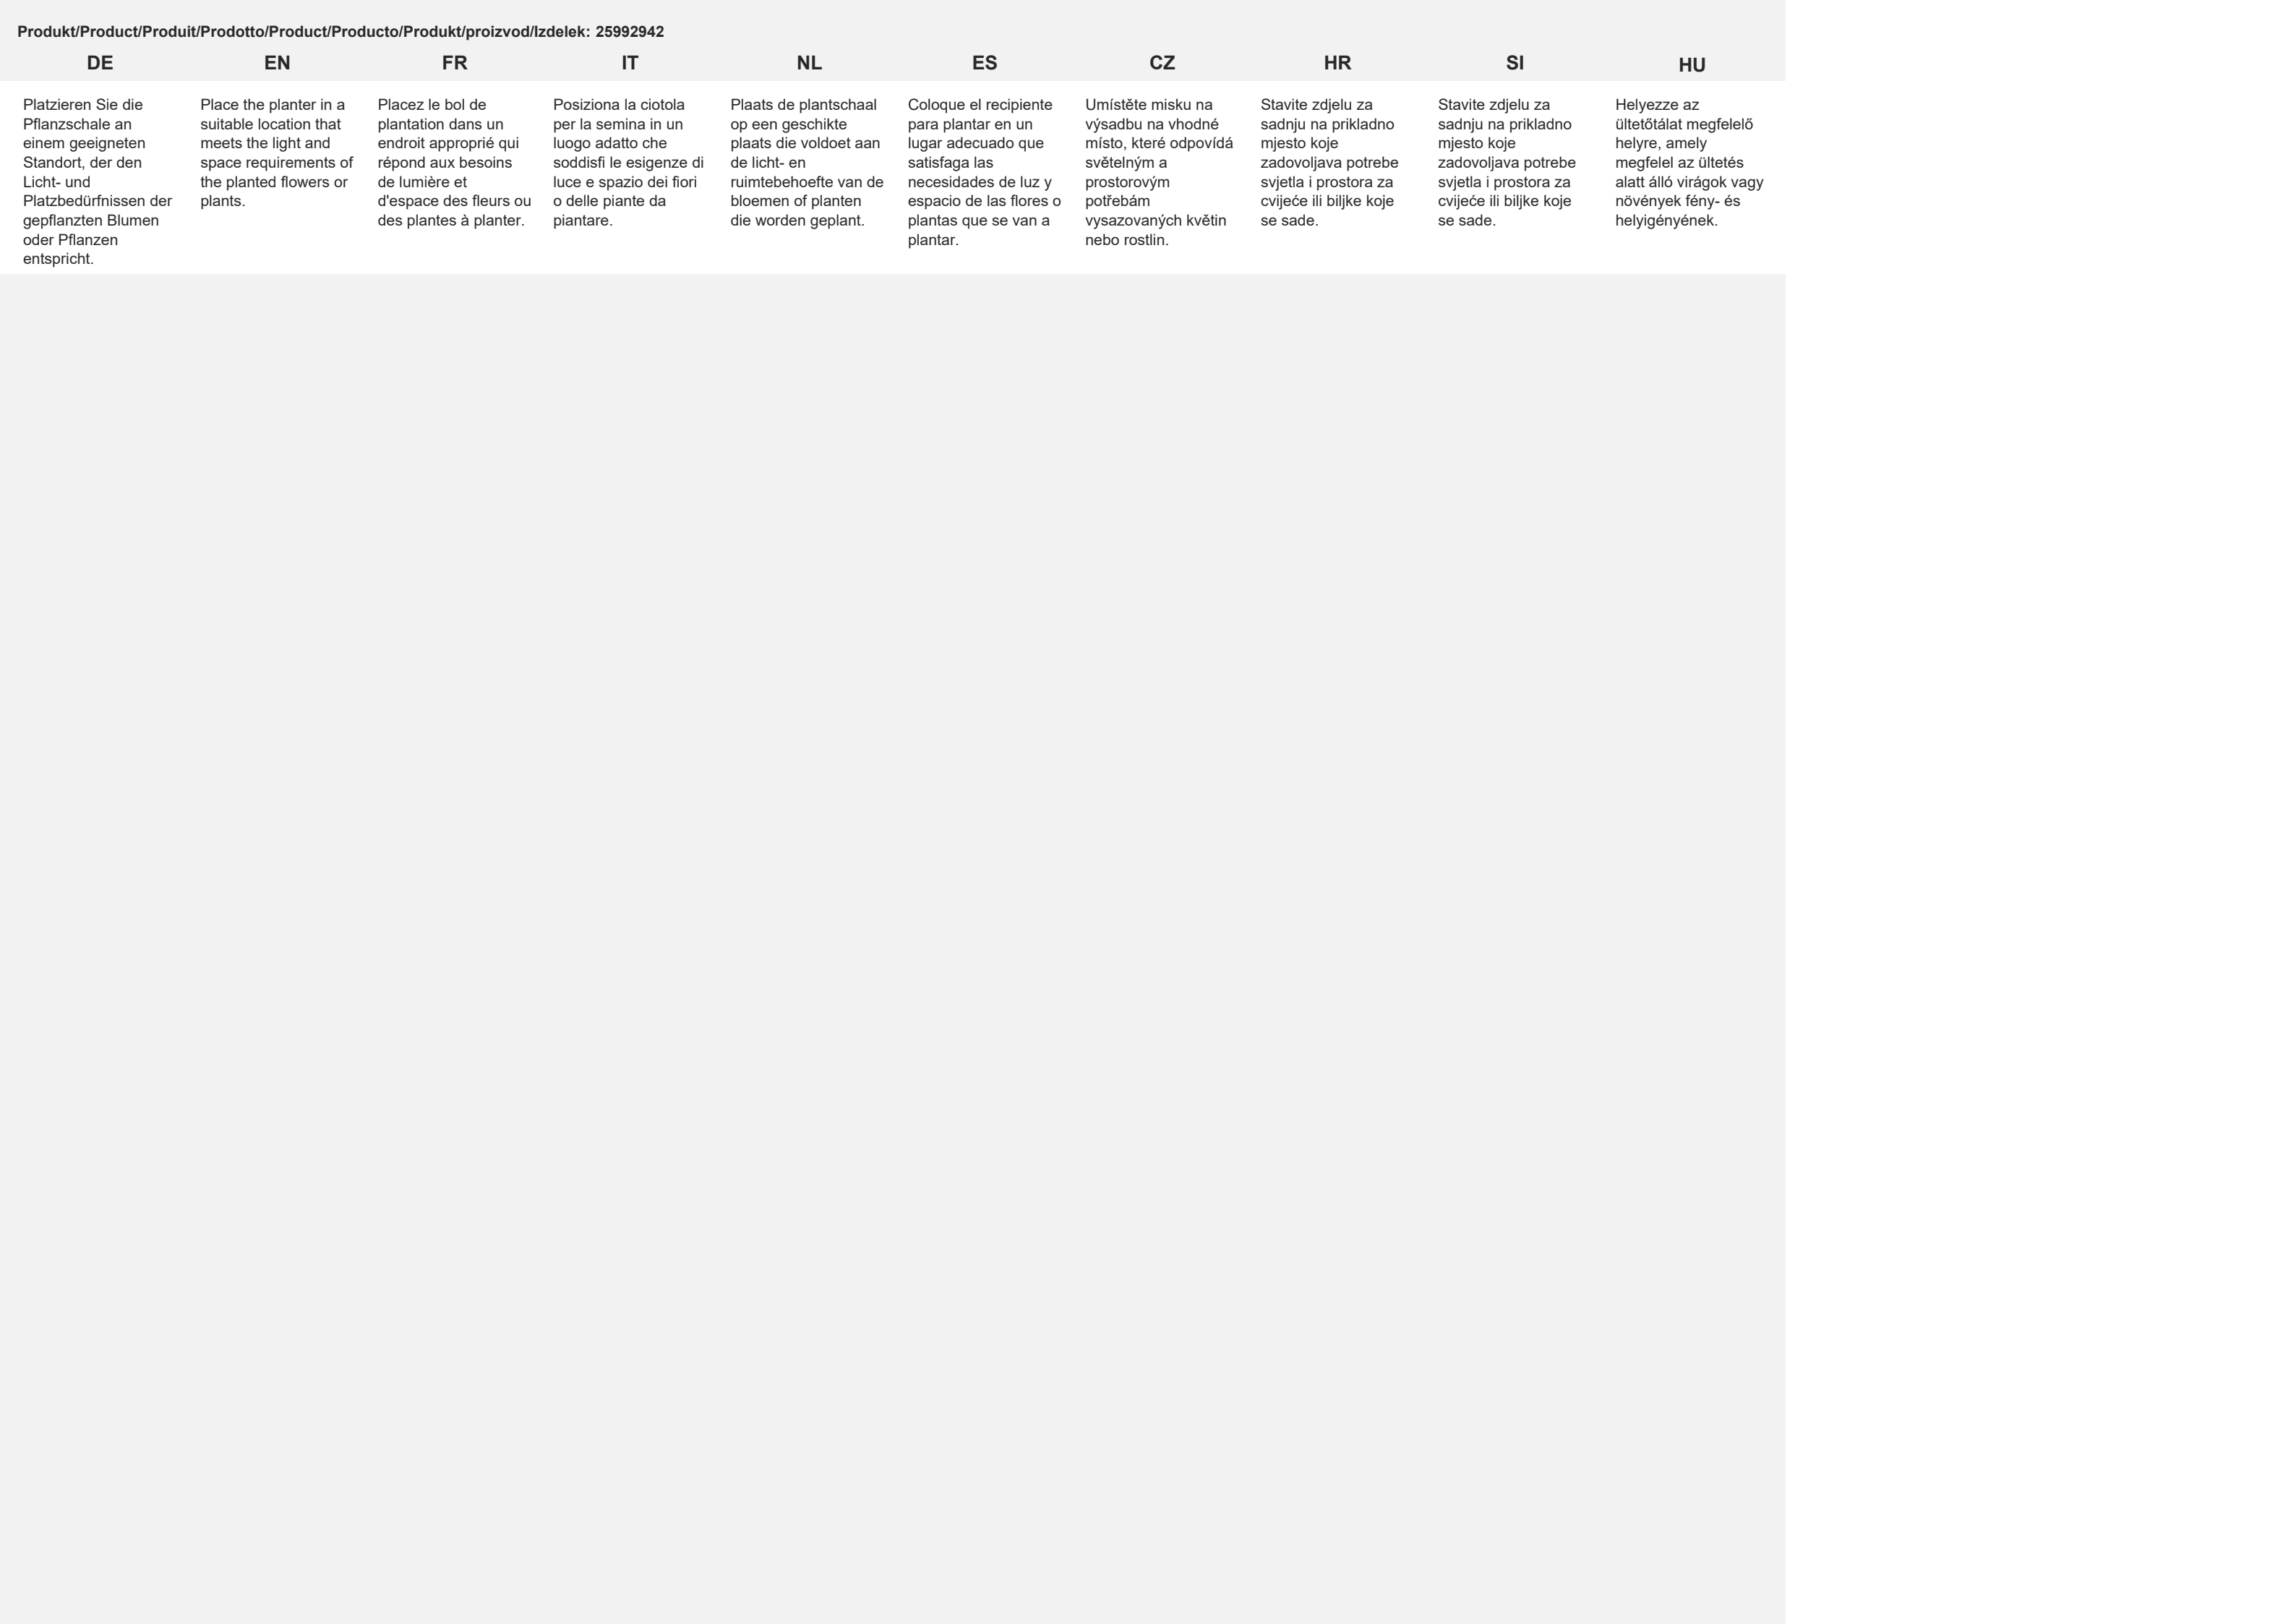 Produkt/Product/Produit/Prodotto/Product/Producto/Produkt/proizvod/Izdelek: 25992942
DE
EN
FR
IT
NL
ES
CZ
HR
SI
HU
Platzieren Sie die
Pflanzschale an
einem geeigneten
Standort, der den
Licht- und
Platzbedürfnissen der
gepflanzten Blumen
oder Pflanzen
entspricht.
Place the planter in a
suitable location that
meets the light and
space requirements of
the planted flowers or
plants.
Placez le bol de
plantation dans un
endroit approprié qui
répond aux besoins
de lumière et
d'espace des fleurs ou
des plantes à planter.
Posiziona la ciotola
per la semina in un
luogo adatto che
soddisfi le esigenze di
luce e spazio dei fiori
o delle piante da
piantare.
Plaats de plantschaal
op een geschikte
plaats die voldoet aan
de licht- en
ruimtebehoefte van de
bloemen of planten
die worden geplant.
Coloque el recipiente
para plantar en un
lugar adecuado que
satisfaga las
necesidades de luz y
espacio de las flores o
plantas que se van a
plantar.
Umístěte misku na
výsadbu na vhodné
místo, které odpovídá
světelným a
prostorovým
potřebám
vysazovaných květin
nebo rostlin.
Stavite zdjelu za
sadnju na prikladno
mjesto koje
zadovoljava potrebe
svjetla i prostora za
cvijeće ili biljke koje
se sade.
Stavite zdjelu za
sadnju na prikladno
mjesto koje
zadovoljava potrebe
svjetla i prostora za
cvijeće ili biljke koje
se sade.
Helyezze az
ültetőtálat megfelelő
helyre, amely
megfelel az ültetés
alatt álló virágok vagy
növények fény- és
helyigényének.